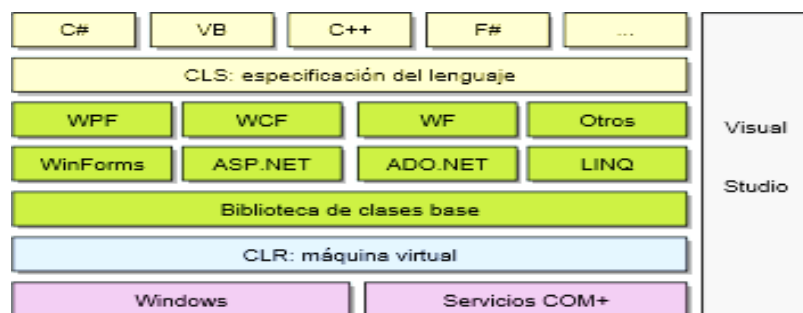 C# VB C++ F# ...
CLS: especificación del lenguaje
WPF WCF WF Otros
WinForms ASP.NET ADO.NET LINQ
Biblioteca de clases base
CLR: máquina virtual
Windows Servicios COM+
Visual
Studio